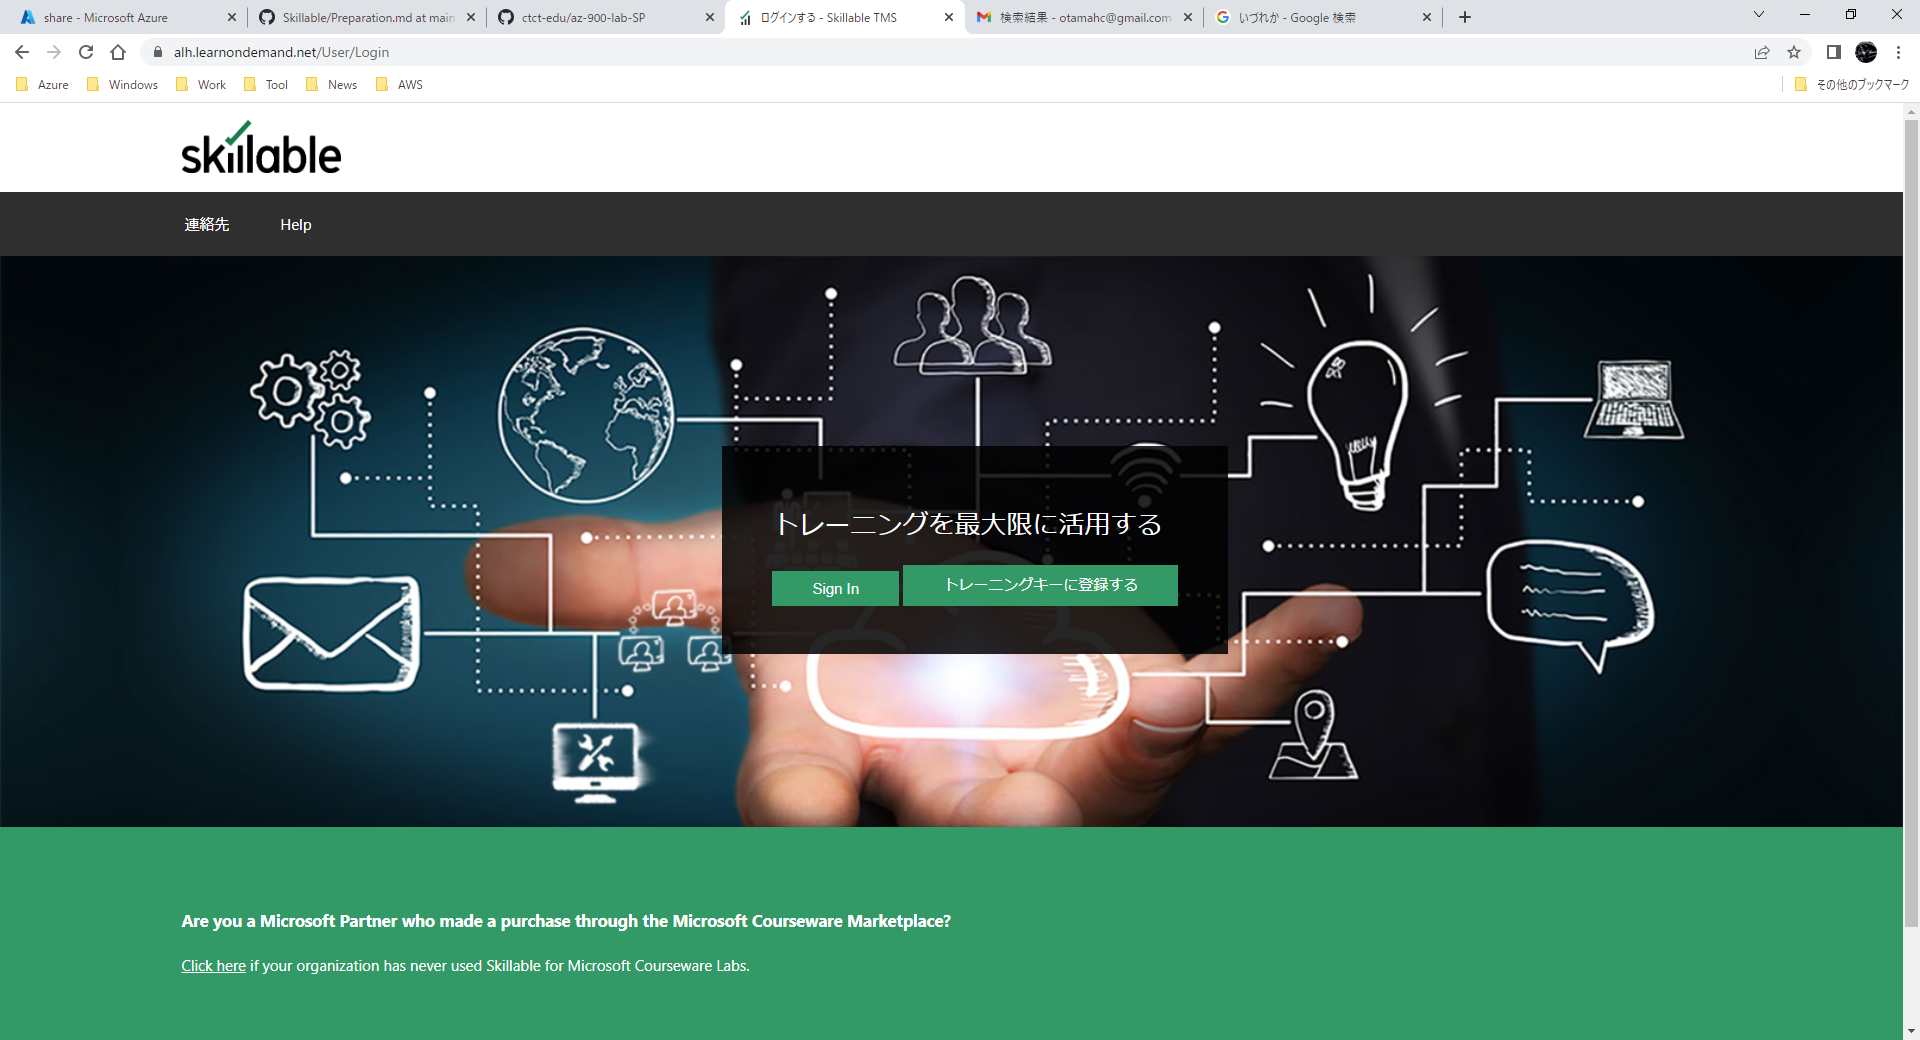 share - Microsoft Azure
Skillable/Preparation.md at main
ctct-edu/az-900-lab-SP
ログインする - Skillable TMS
検索結果 - otamahc@gmail.com
いづれか - Google 検索
alh.learnondemand.net/User/Login
Azure
Windows
Work
Tool
News
AWS
その他のブックマーク
skillable
連絡先
Help
トレーニングを最大限に活用する
Sign In
トレーニングキーに登録する
Are you a Microsoft Partner who made a purchase through the Microsoft Courseware Marketplace?
Click here if your organization has never used Skillable for Microsoft Courseware Labs.